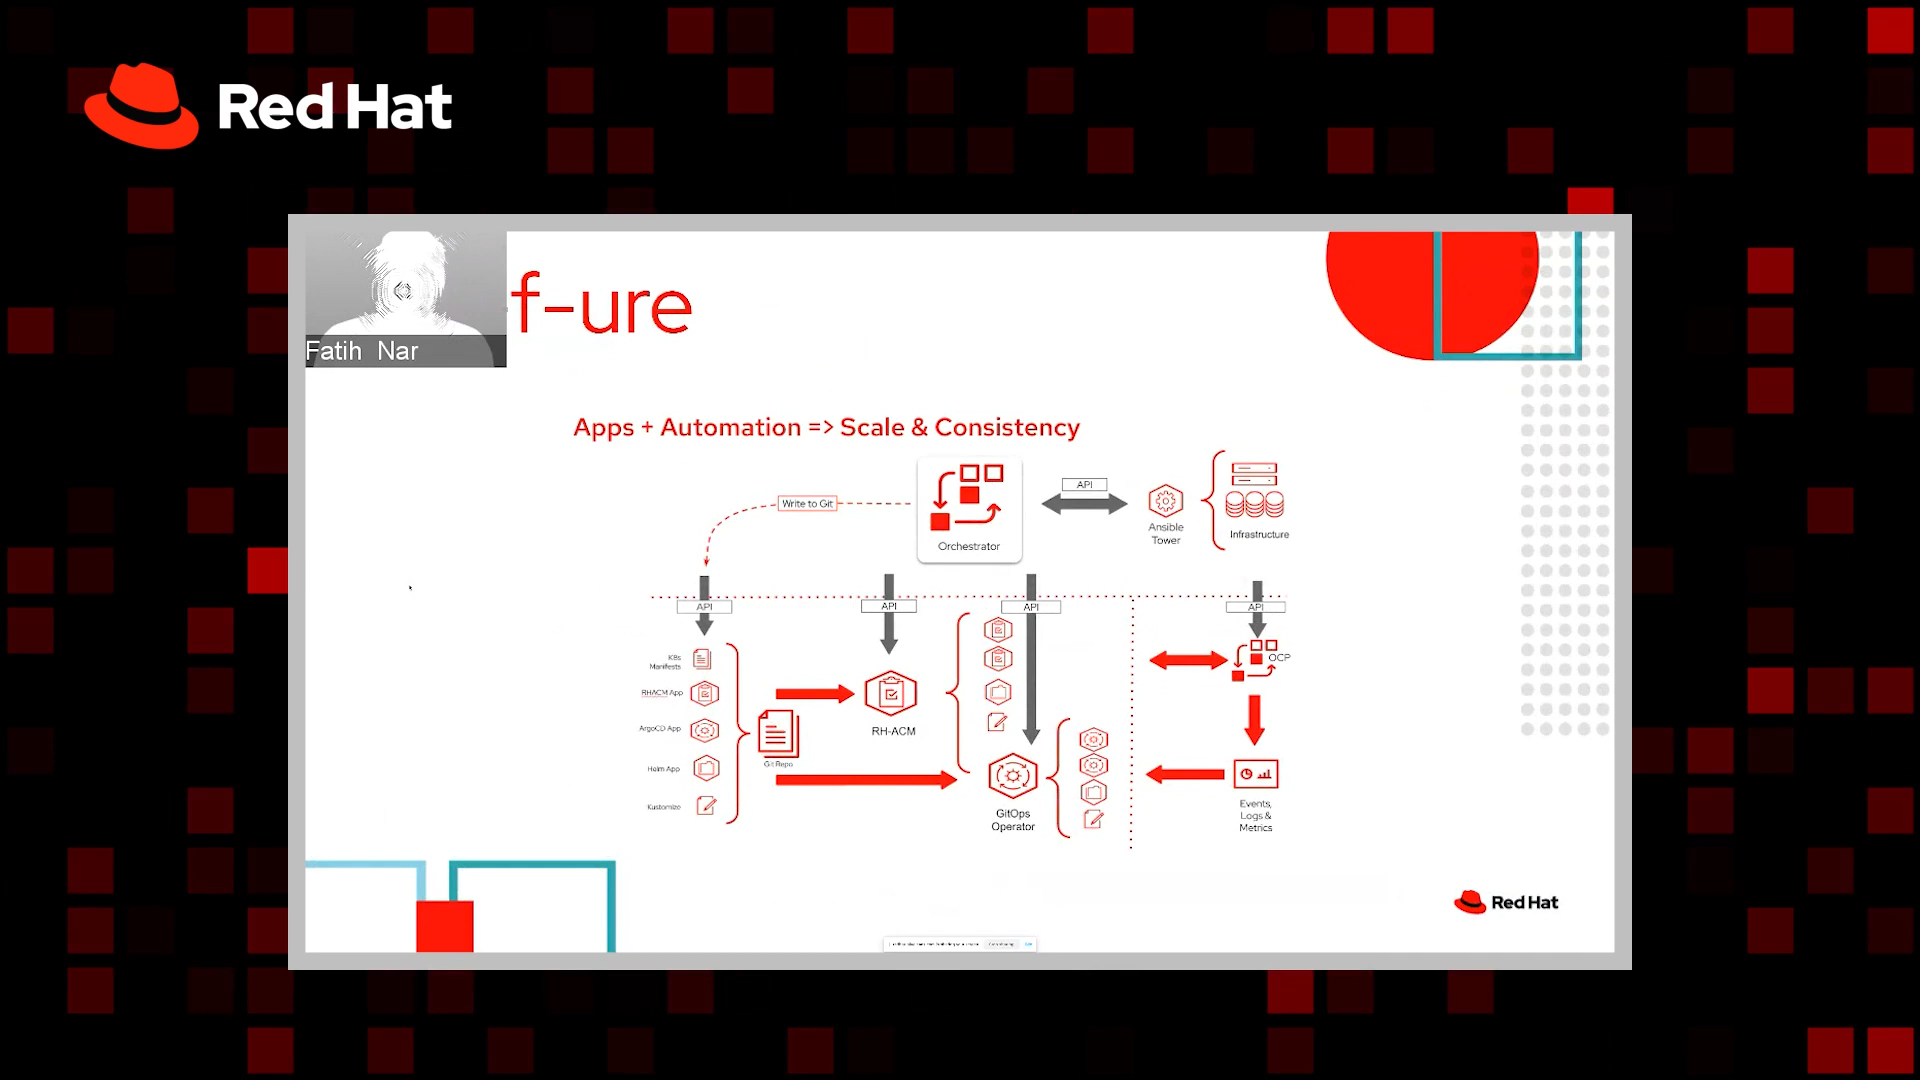 Red Hat
Fatih Nar
f-ure
Apps + Automation => Scale & Consistency
Write to Git
Orchestrator
API
Ansible
Tower
Infrastructure
API
API
API
API
K8s
Manifests
RHACM App
ArgoCD App
Helm App
Kustomize
Git Repo
RH-ACM
GitOps
Operator
OCP
Events,
Logs &
Metrics
Red Hat